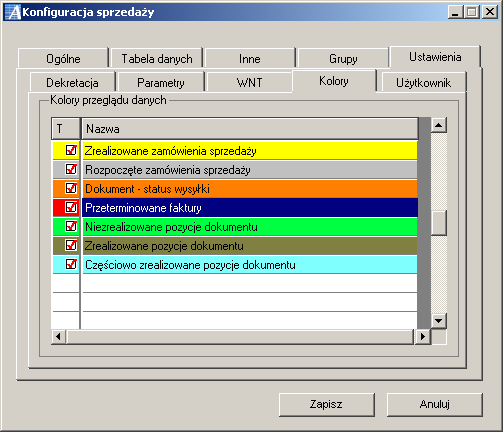 Konfiguracja sprzedaży
Ogólne Tabela danych Inne Grupy Ustawienia
Dekretacja Parametry WNT Kolory Użytkownik
Kolory przeglądu danych
T Nazwa
Zrealizowane zamówienia sprzedaży
Rozpoczęte zamówienia sprzedaży
Dokument - status wysyłki
Przeterminowane faktury
Niezrealizowane pozycje dokumentu
Zrealizowane pozycje dokumentu
Częściowo zrealizowane pozycje dokumentu
Zapisz Anuluj